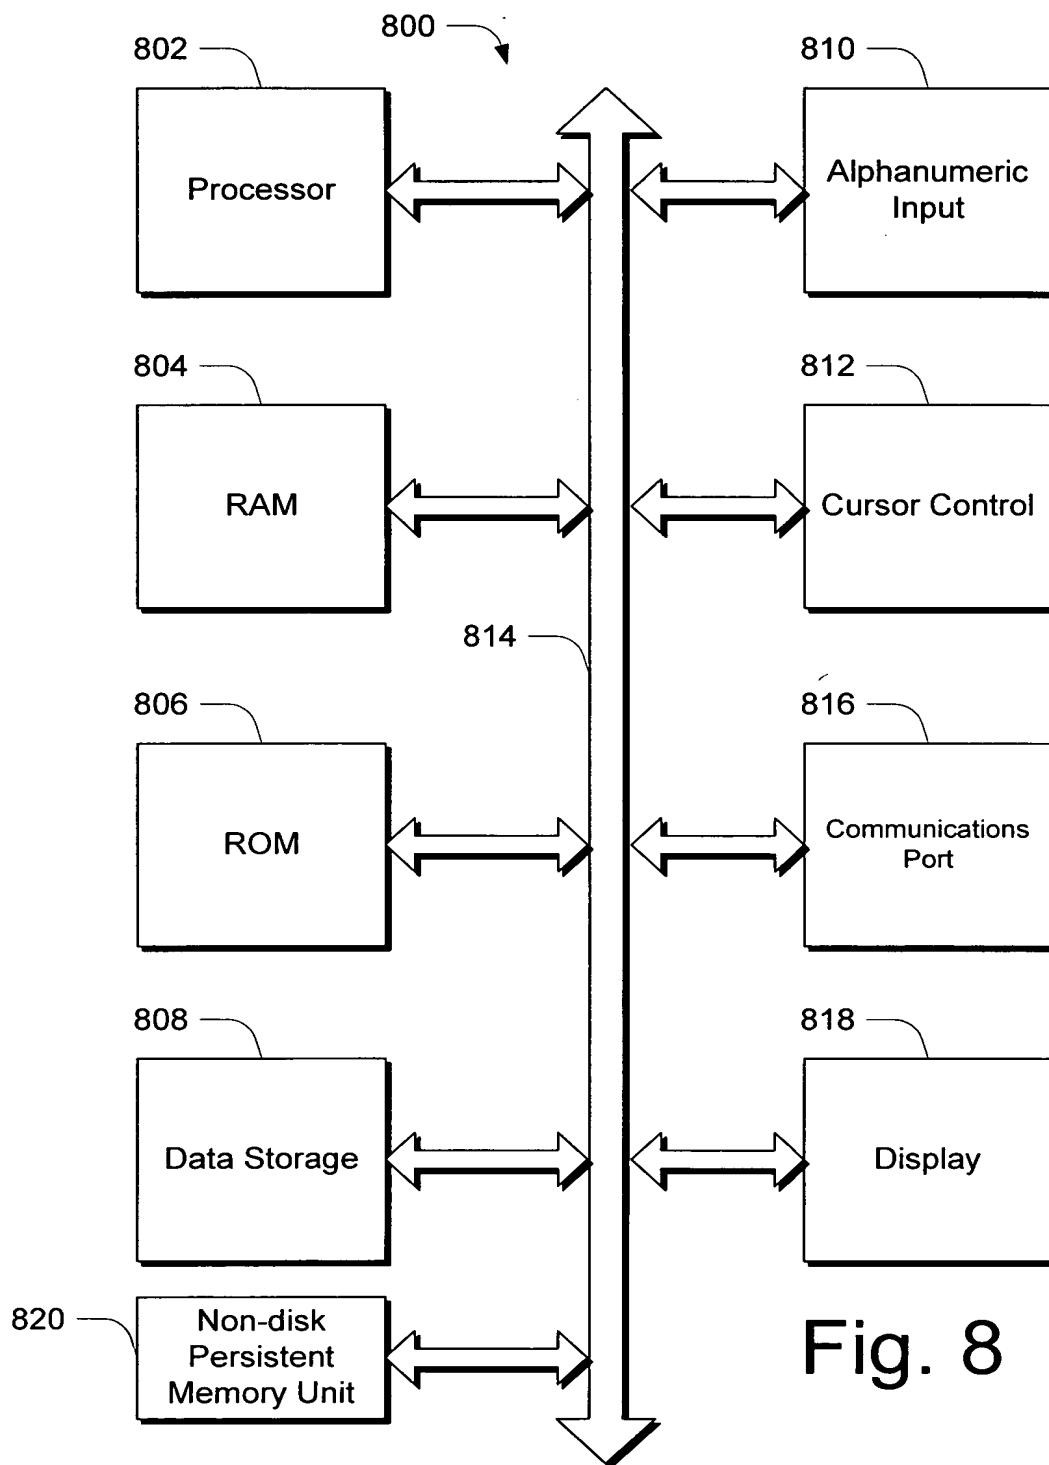 800
802
Processor
810
Alphanumeric
Input
804
RAM
812
Cursor Control
814
806
ROM
816
Communications
Port
808
Data Storage
818
Display
820
Non-disk
Persistent
Memory Unit
Fig. 8